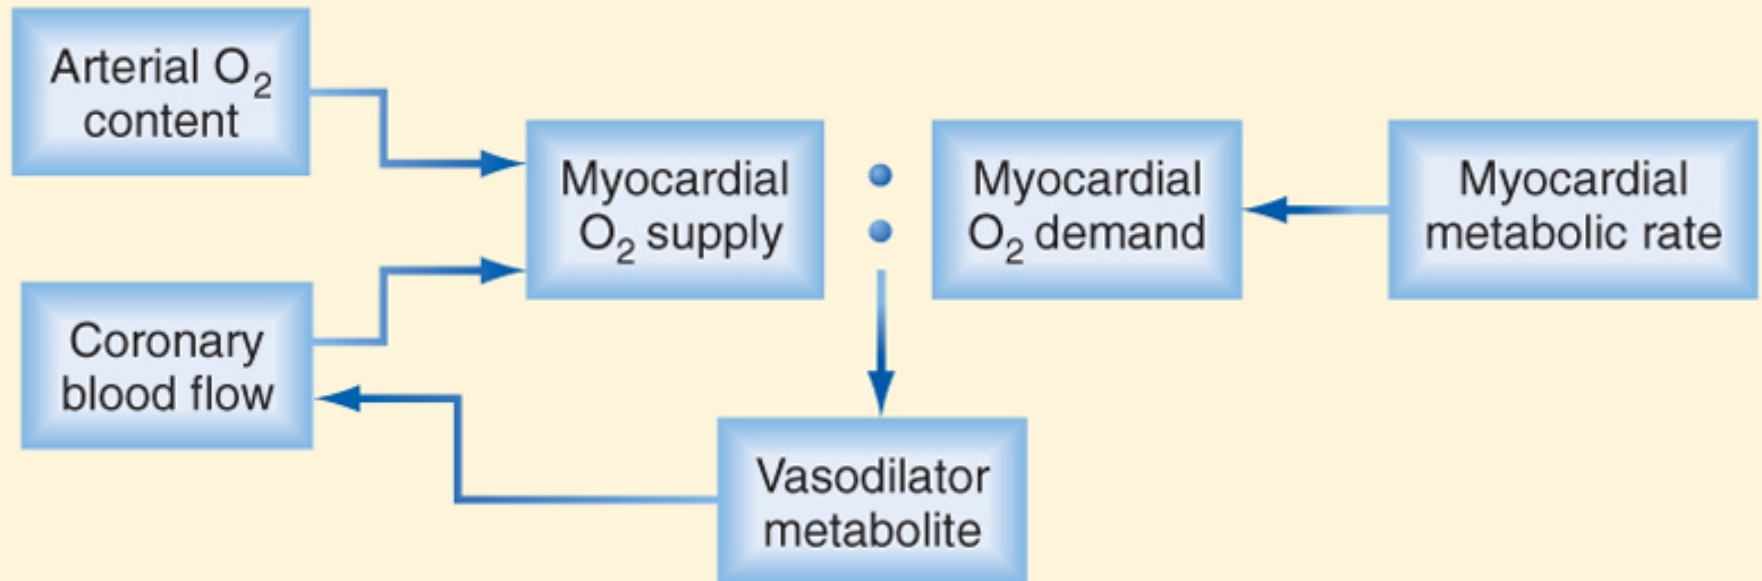 Arterial O₂
content
Myocardial
O₂ supply
Myocardial
O₂ demand
Myocardial
metabolic rate
Coronary
blood flow
Vasodilator
metabolite